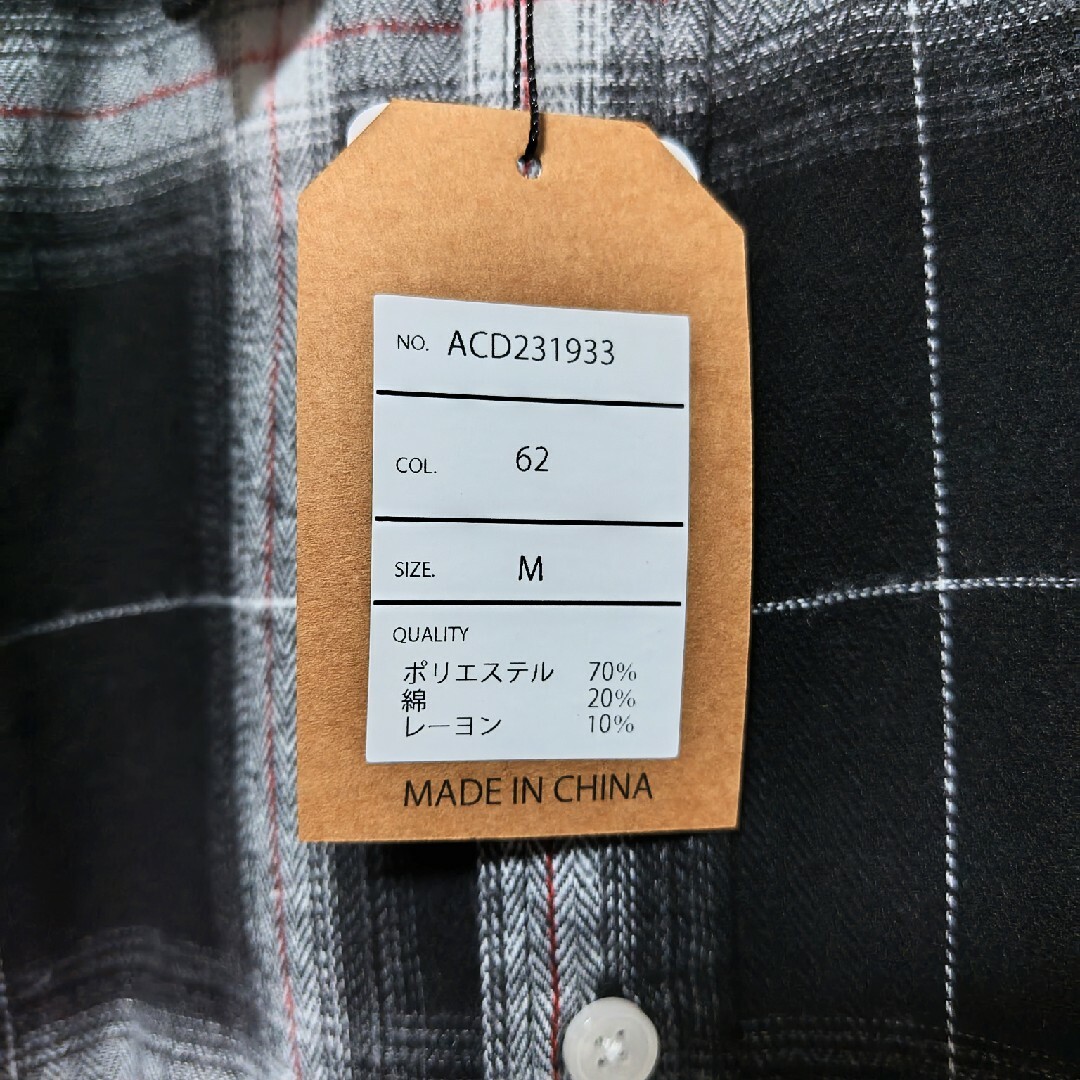 NO. ACD231933
COL. 62
SIZE. M
QUALITY
ポリエステル 70%
綿 20%
レーヨン 10%
MADE IN CHINA